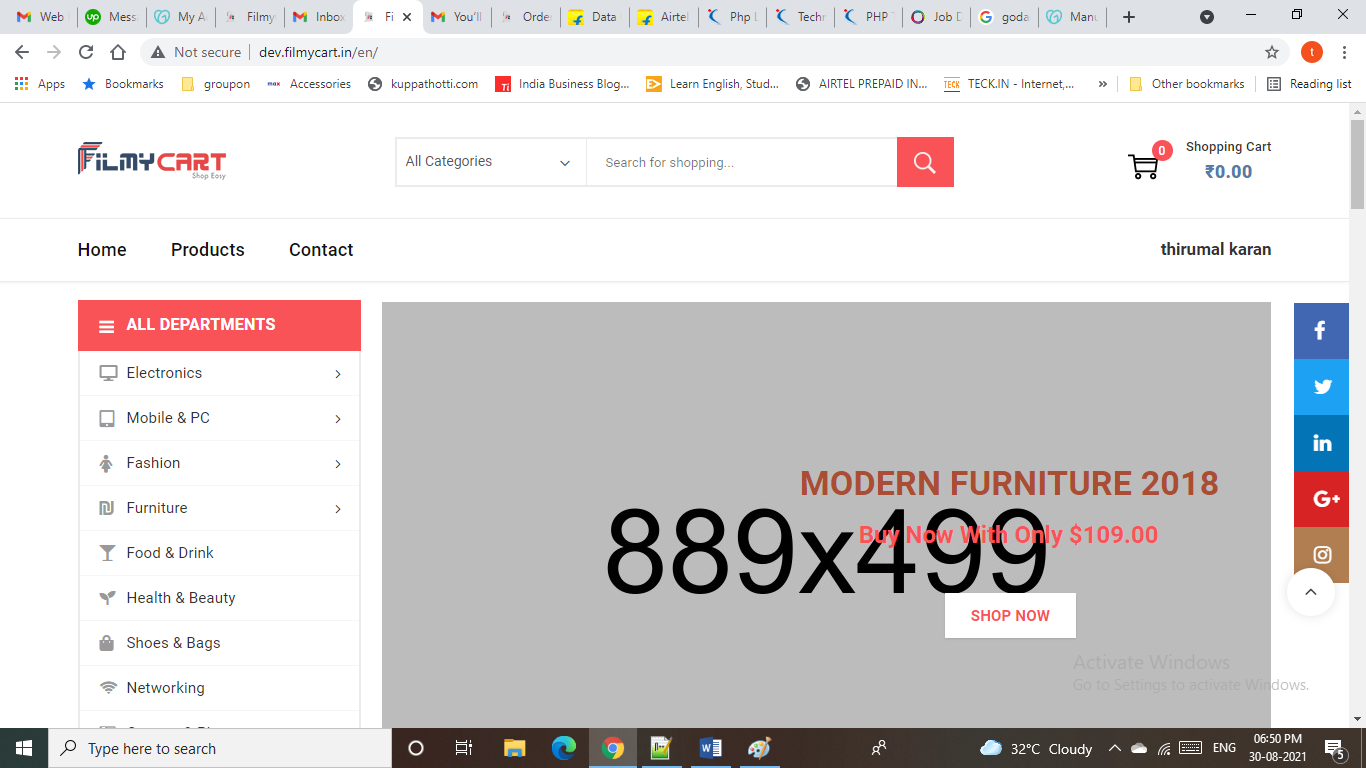 Web
Mess
My A
Filmy
Inbox
Fi
You'll
Orde
Data
Airtel
Php
Techn
PHP
Job D
goda
Manu
Not secure
dev.filmycart.in/en/
t
Apps
Bookmarks
groupon
max Accessories
kuppathotti.com
India Business Blog...
Learn English, Stud...
AIRTEL PREPAID IN...
TECK TECK.IN - Internet,...
»
Other bookmarks
Reading list
FILMYCART
Shop Easy
All Categories
Search for shopping...
0
Shopping Cart
₹0.00
Home
Products
Contact
thirumal karan
ALL DEPARTMENTS
Electronics
Mobile & PC
Fashion
Furniture
Food & Drink
Health & Beauty
Shoes & Bags
Networking
MODERN FURNITURE 2018
889x499
Buy Now With Only $109.00
SHOP NOW
Activate Windows
Go to Settings to activate Windows.
Type here to search
32°C Cloudy
ENG
06:50 PM
30-08-2021
5